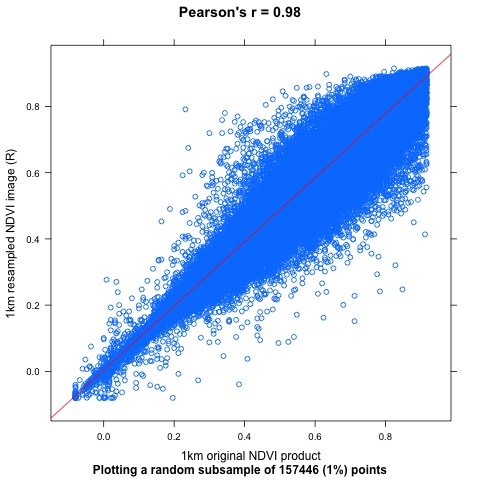 Pearson's r = 0.98
1km resampled NDVI image (R)
0.8
0.6
0.4
0.2
0.0
0.0 0.2 0.4 0.6 0.8
1km original NDVI product
Plotting a random subsample of 157446 (1%) points